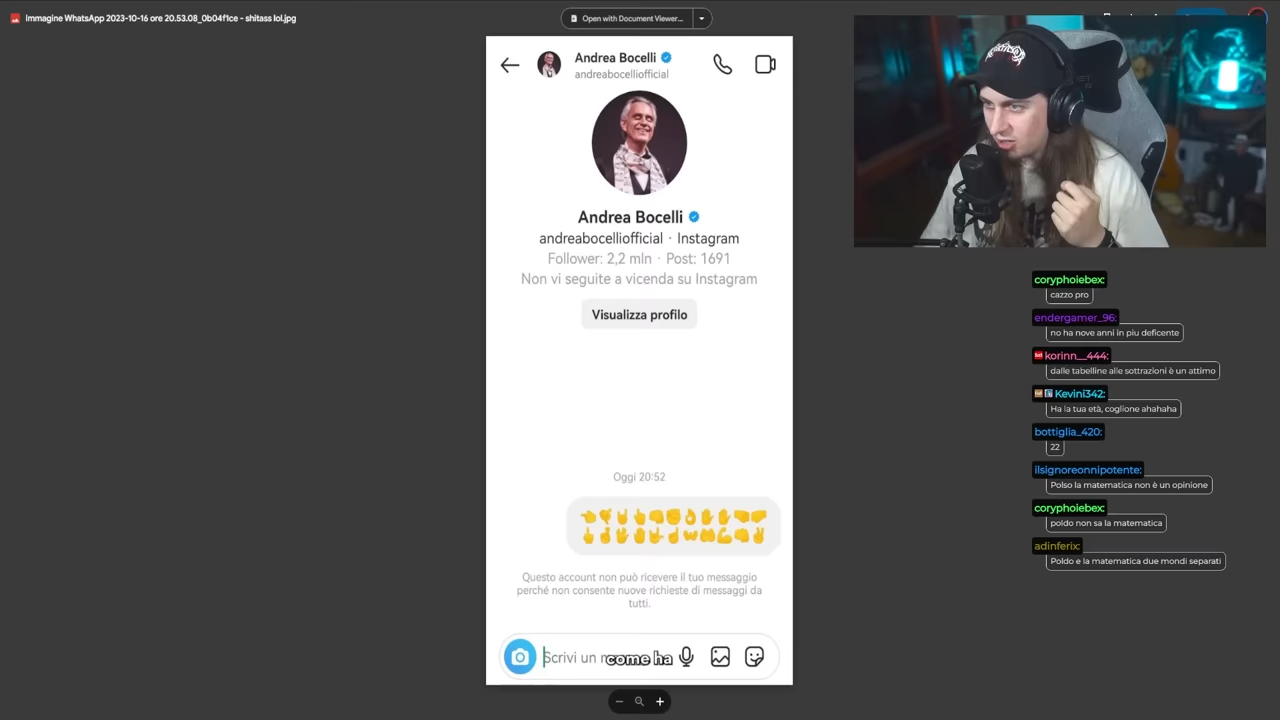 Immagine WhatsApp 2023-10-16 ore 20.53.08_0b04f1ce - shitass lol.jpg
Open with Document Viewer...
Andrea Bocelli
andreabocelliofficial
Andrea Bocelli
andreabocelliofficial · Instagram
Follower: 2,2 mln · Post: 1691
Non vi seguite a vicenda su Instagram
Visualizza profilo
Oggi 20:52
Questo account non può ricevere il tuo messaggio
perché non consente nuove richieste di messaggi da
tutti.
Scrivi un
come ha
coryphoiebex:
cazzo pro
endergamer_96:
no ha nove anni in piu deficente
korinn__444:
dalle tabelline alle sottrazioni è un attimo
Kevini342:
Ha la tua età, coglione ahahaha
bottiglia_420:
22
ilsignoreonnipotente:
Polso la matematica non è un opinione
coryphoiebex:
poldo non sa la matematica
adinferix:
Poldo e la matematica due mondi separati